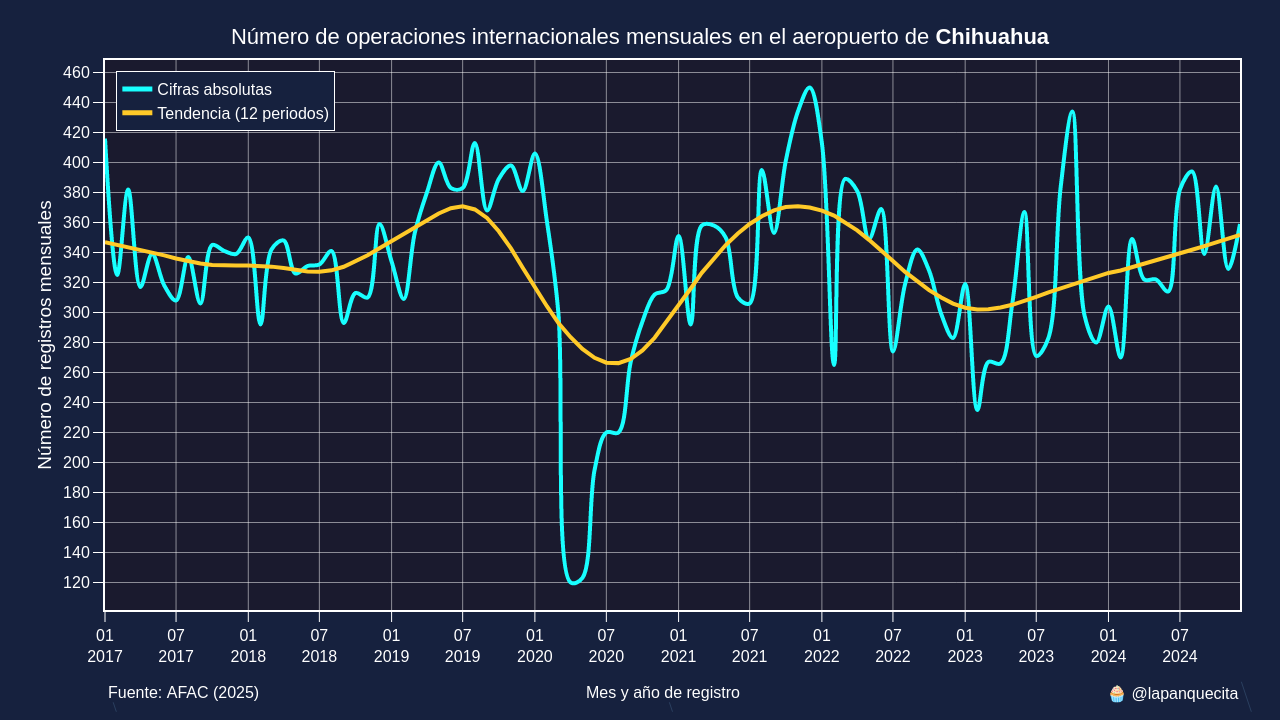 Número de operaciones internacionales mensuales en el aeropuerto de Chihuahua
Cifras absolutas
Tendencia (12 periodos)
Número de registros mensuales
460
440
420
400
380
360
340
320
300
280
260
240
220
200
180
160
140
120
01 07 01 07 01 07 01 07 01 07 01 07 01 07 01 07
2017 2017 2018 2018 2019 2019 2020 2020 2021 2021 2022 2022 2023 2023 2024 2024
Fuente: AFAC (2025) Mes y año de registro 🧁 @lapanquecita